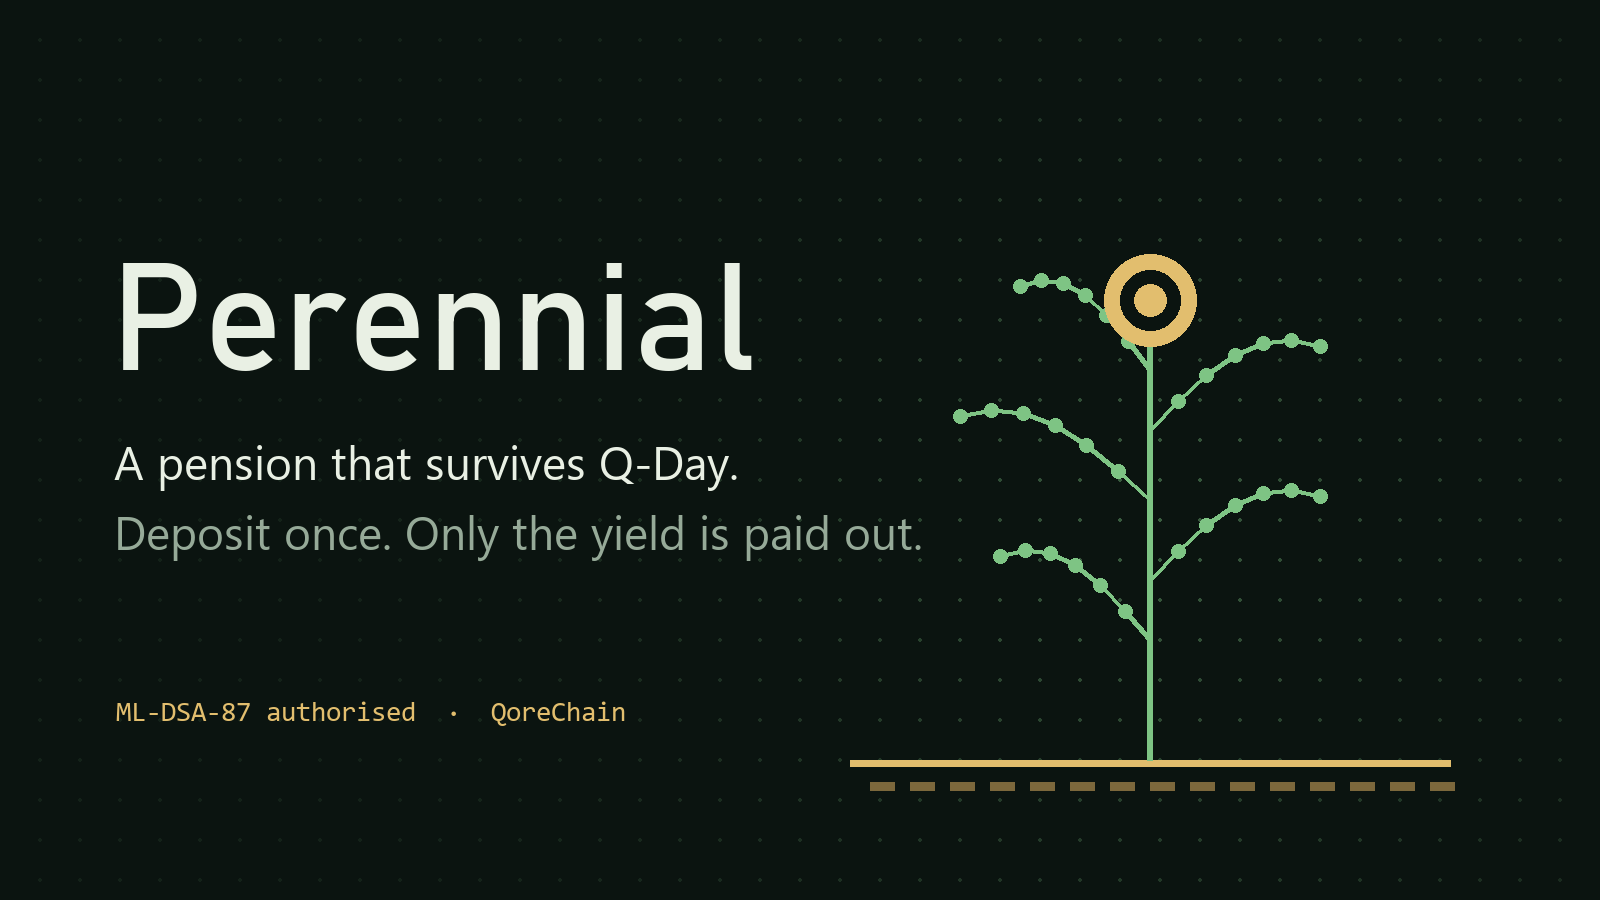 Perennial
A pension that survives Q-Day.
Deposit once. Only the yield is paid out.
ML-DSA-87 authorised · QoreChain